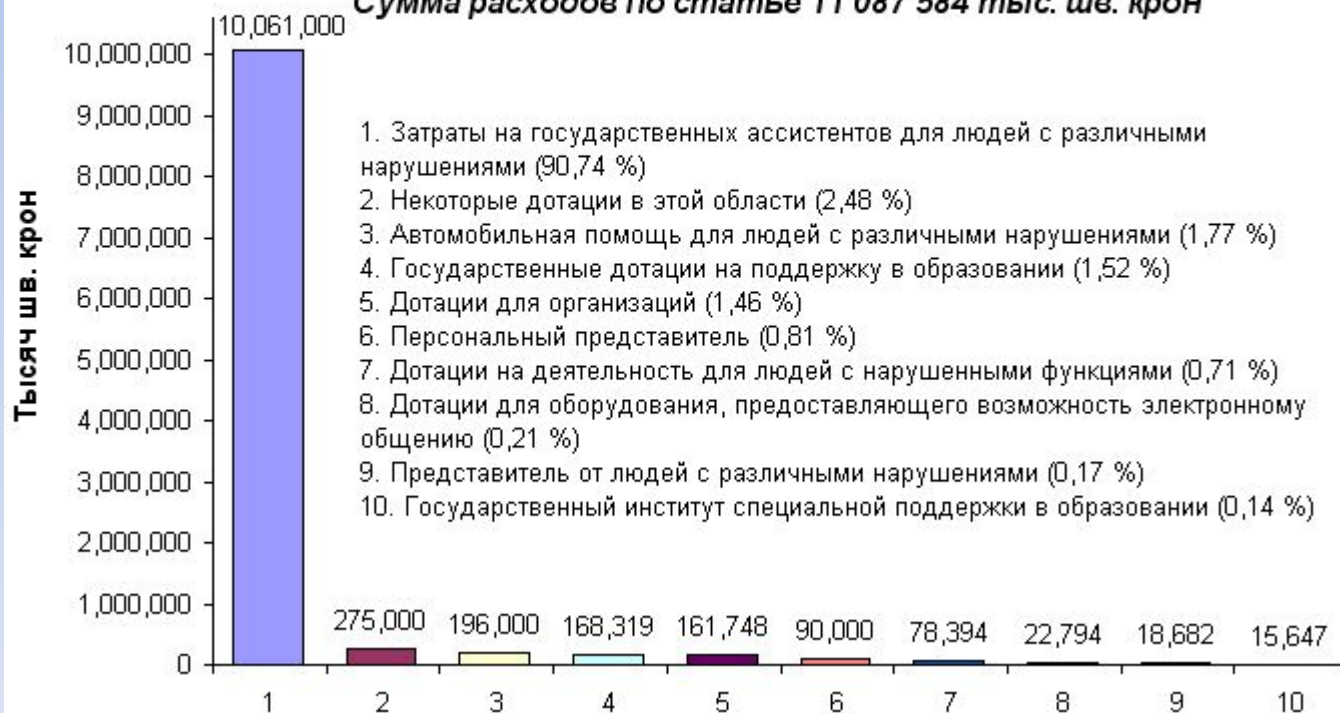 Сумма расходов по статье 11 087 584 тыс. шв. крон
10,061,000
10,000,000
9,000,000
8,000,000
7,000,000
6,000,000
5,000,000
4,000,000
3,000,000
2,000,000
1,000,000
0
Тысяч шв. крон
1. Затраты на государственных ассистентов для людей с различными
нарушениями (90,74 %)
2. Некоторые дотации в этой области (2,48 %)
3. Автомобильная помощь для людей с различными нарушениями (1,77 %)
4. Государственные дотации на поддержку в образовании (1,52 %)
5. Дотации для организаций (1,46 %)
6. Персональный представитель (0,81 %)
7. Дотации на деятельность для людей с нарушенными функциями (0,71 %)
8. Дотации для оборудования, предоставляющего возможность электронному
общению (0,21 %)
9. Представитель от людей с различными нарушениями (0,17 %)
10. Государственный институт специальной поддержки в образовании (0,14 %)
275,000 196,000 168,319 161,748 90,000 78,394 22,794 18,682 15,647
1 2 3 4 5 6 7 8 9 10